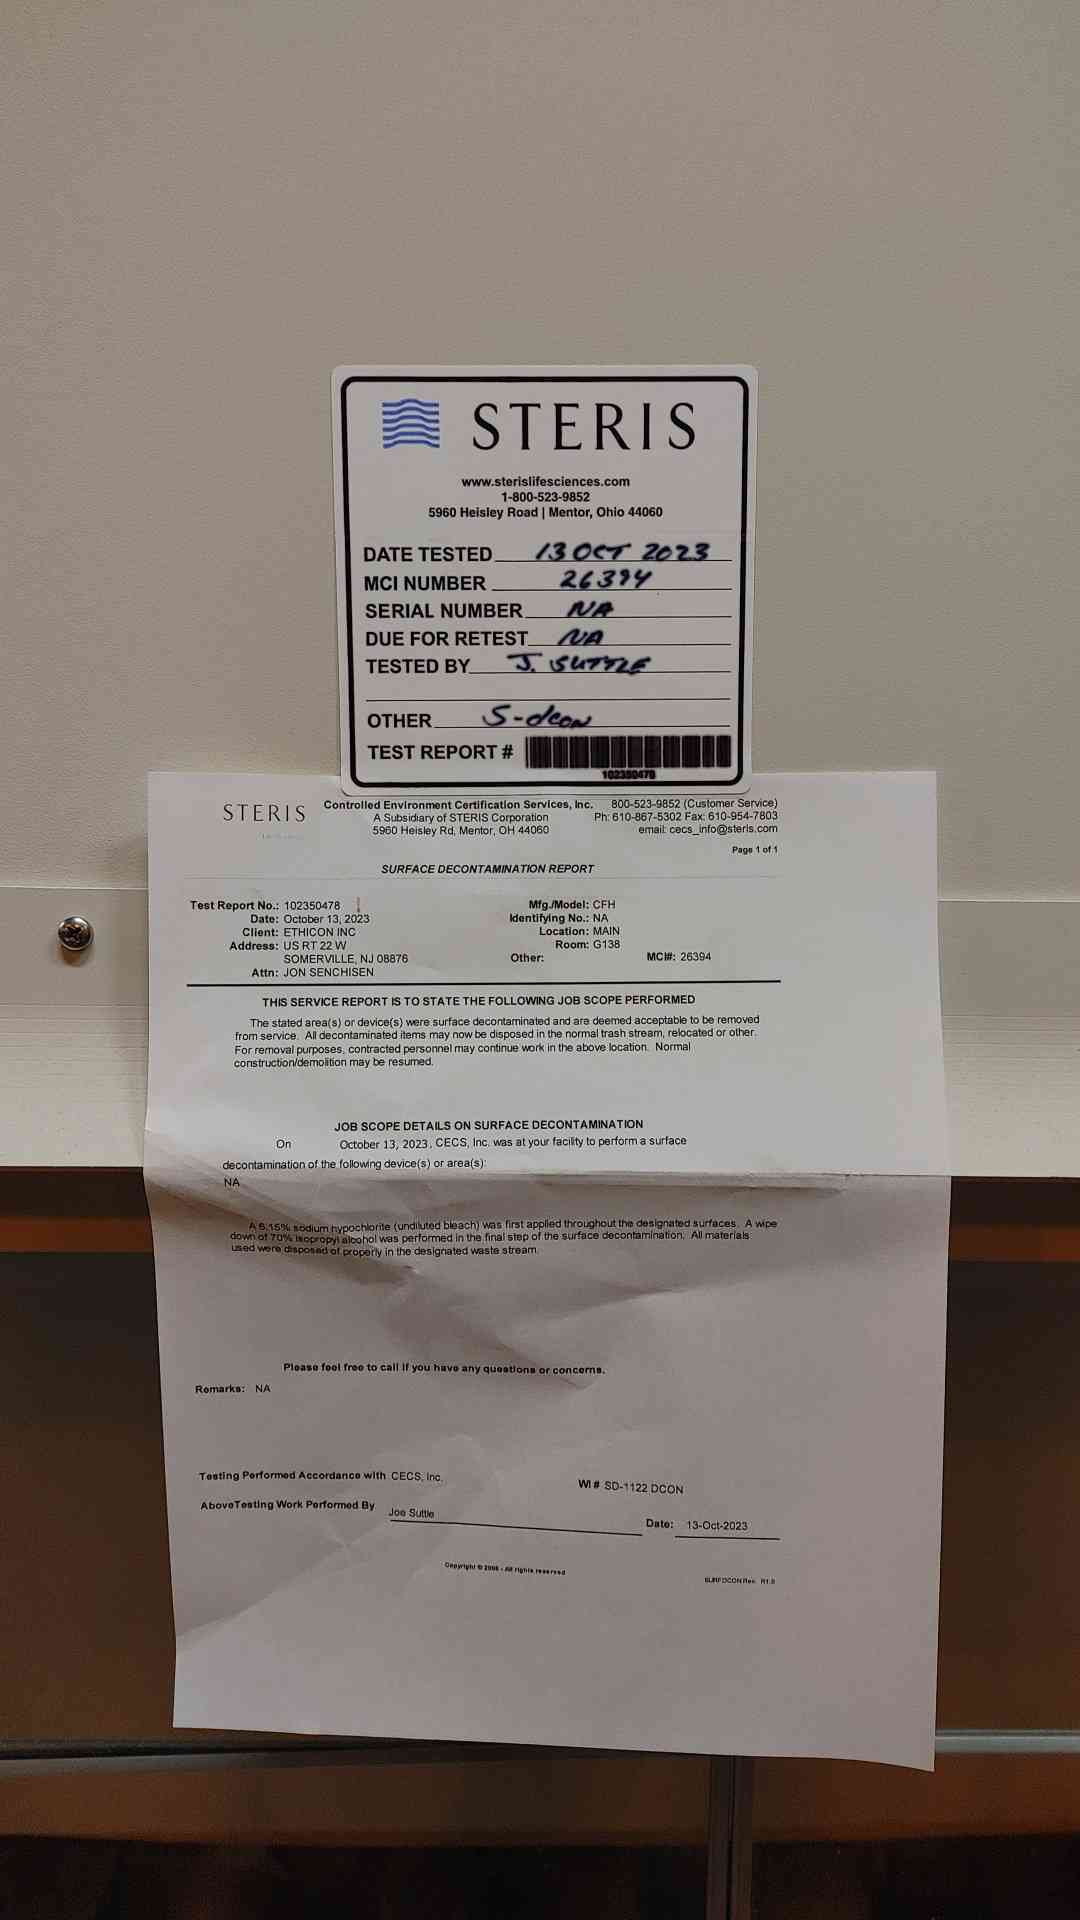 STERIS
www.sterislifesciences.com
1-800-523-9852
5960 Heisley Road | Mentor, Ohio 44060
DATE TESTED 13 OCT 2023
MCI NUMBER 26394
SERIAL NUMBER NA
DUE FOR RETEST NA
TESTED BY J. SUTTLE
OTHER S-dcon
TEST REPORT #
102350478
STERIS Controlled Environment Certification Services, Inc. 800-523-9852 (Customer Service)
A Subsidiary of STERIS Corporation Ph: 610-867-5302 Fax: 610-954-7803
5960 Heisley Rd, Mentor, OH 44060 email: cecs_info@steris.com
Page 1 of 1
SURFACE DECONTAMINATION REPORT
Test Report No.: 102350478 Mfg./Model: CFH
Date: October 13, 2023 Identifying No.: NA
Client: ETHICON INC Location: MAIN
Address: US RT 22 W Room: G138
SOMERVILLE, NJ 08876 Other: MCI#: 26394
Attn: JON SENCHISEN
THIS SERVICE REPORT IS TO STATE THE FOLLOWING JOB SCOPE PERFORMED
The stated area(s) or device(s) were surface decontaminated and are deemed acceptable to be removed
from service. All decontaminated items may now be disposed in the normal trash stream, relocated or other.
For removal purposes, contracted personnel may continue work in the above location. Normal
construction/demolition may be resumed.
JOB SCOPE DETAILS ON SURFACE DECONTAMINATION
On October 13, 2023, CECS, Inc. was at your facility to perform a surface
decontamination of the following device(s) or area(s):
NA
A 6.15% sodium hypochlorite (undiluted bleach) was first applied throughout the designated surfaces. A wipe
down of 70% isopropyl alcohol was performed in the final step of the surface decontamination. All materials
used were disposed of properly in the designated waste stream.
Please feel free to call if you have any questions or concerns.
Remarks: NA
Testing Performed Accordance with CECS, Inc. WI # SD-1122 DCON
AboveTesting Work Performed By Joe Suttle Date: 13-Oct-2023
Copyright © 2006 - All rights reserved SURFDCON Rev. R1.0